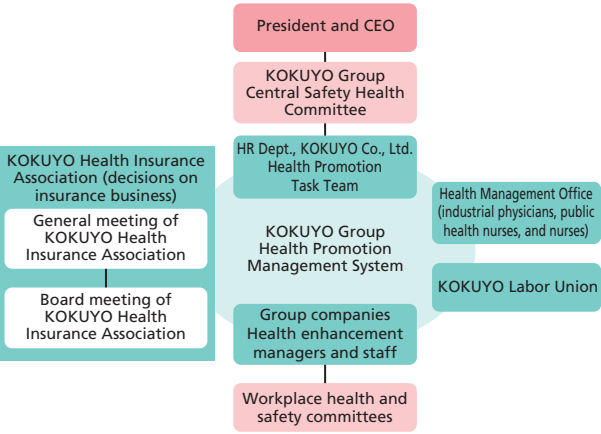 President and CEO
KOKUYO Group
Central Safety Health
Committee
HR Dept., KOKUYO Co., Ltd.
Health Promotion
Task Team
KOKUYO Health Insurance
Association (decisions on
insurance business)
General meeting of
KOKUYO Health
Insurance Association
Board meeting of
KOKUYO Health
Insurance Association
KOKUYO Group
Health Promotion
Management System
Health Management Office
(industrial physicians, public
health nurses, and nurses)
KOKUYO Labor Union
Group companies
Health enhancement
managers and staff
Workplace health and
safety committees